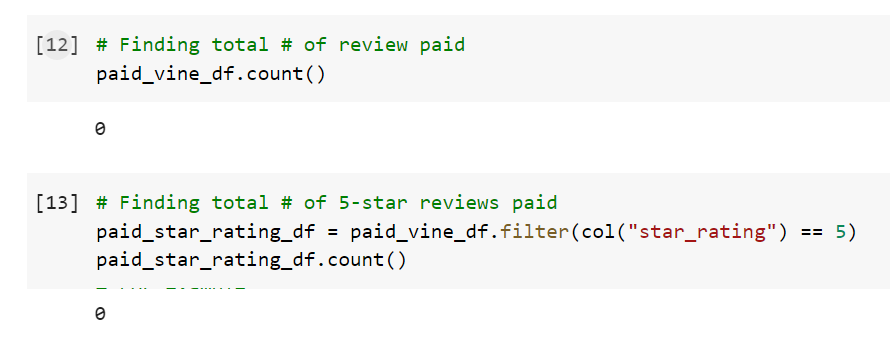 [12] # Finding total # of review paid
paid_vine_df.count()
0
[13] # Finding total # of 5-star reviews paid
paid_star_rating_df = paid_vine_df.filter(col("star_rating") == 5)
paid_star_rating_df.count()
0